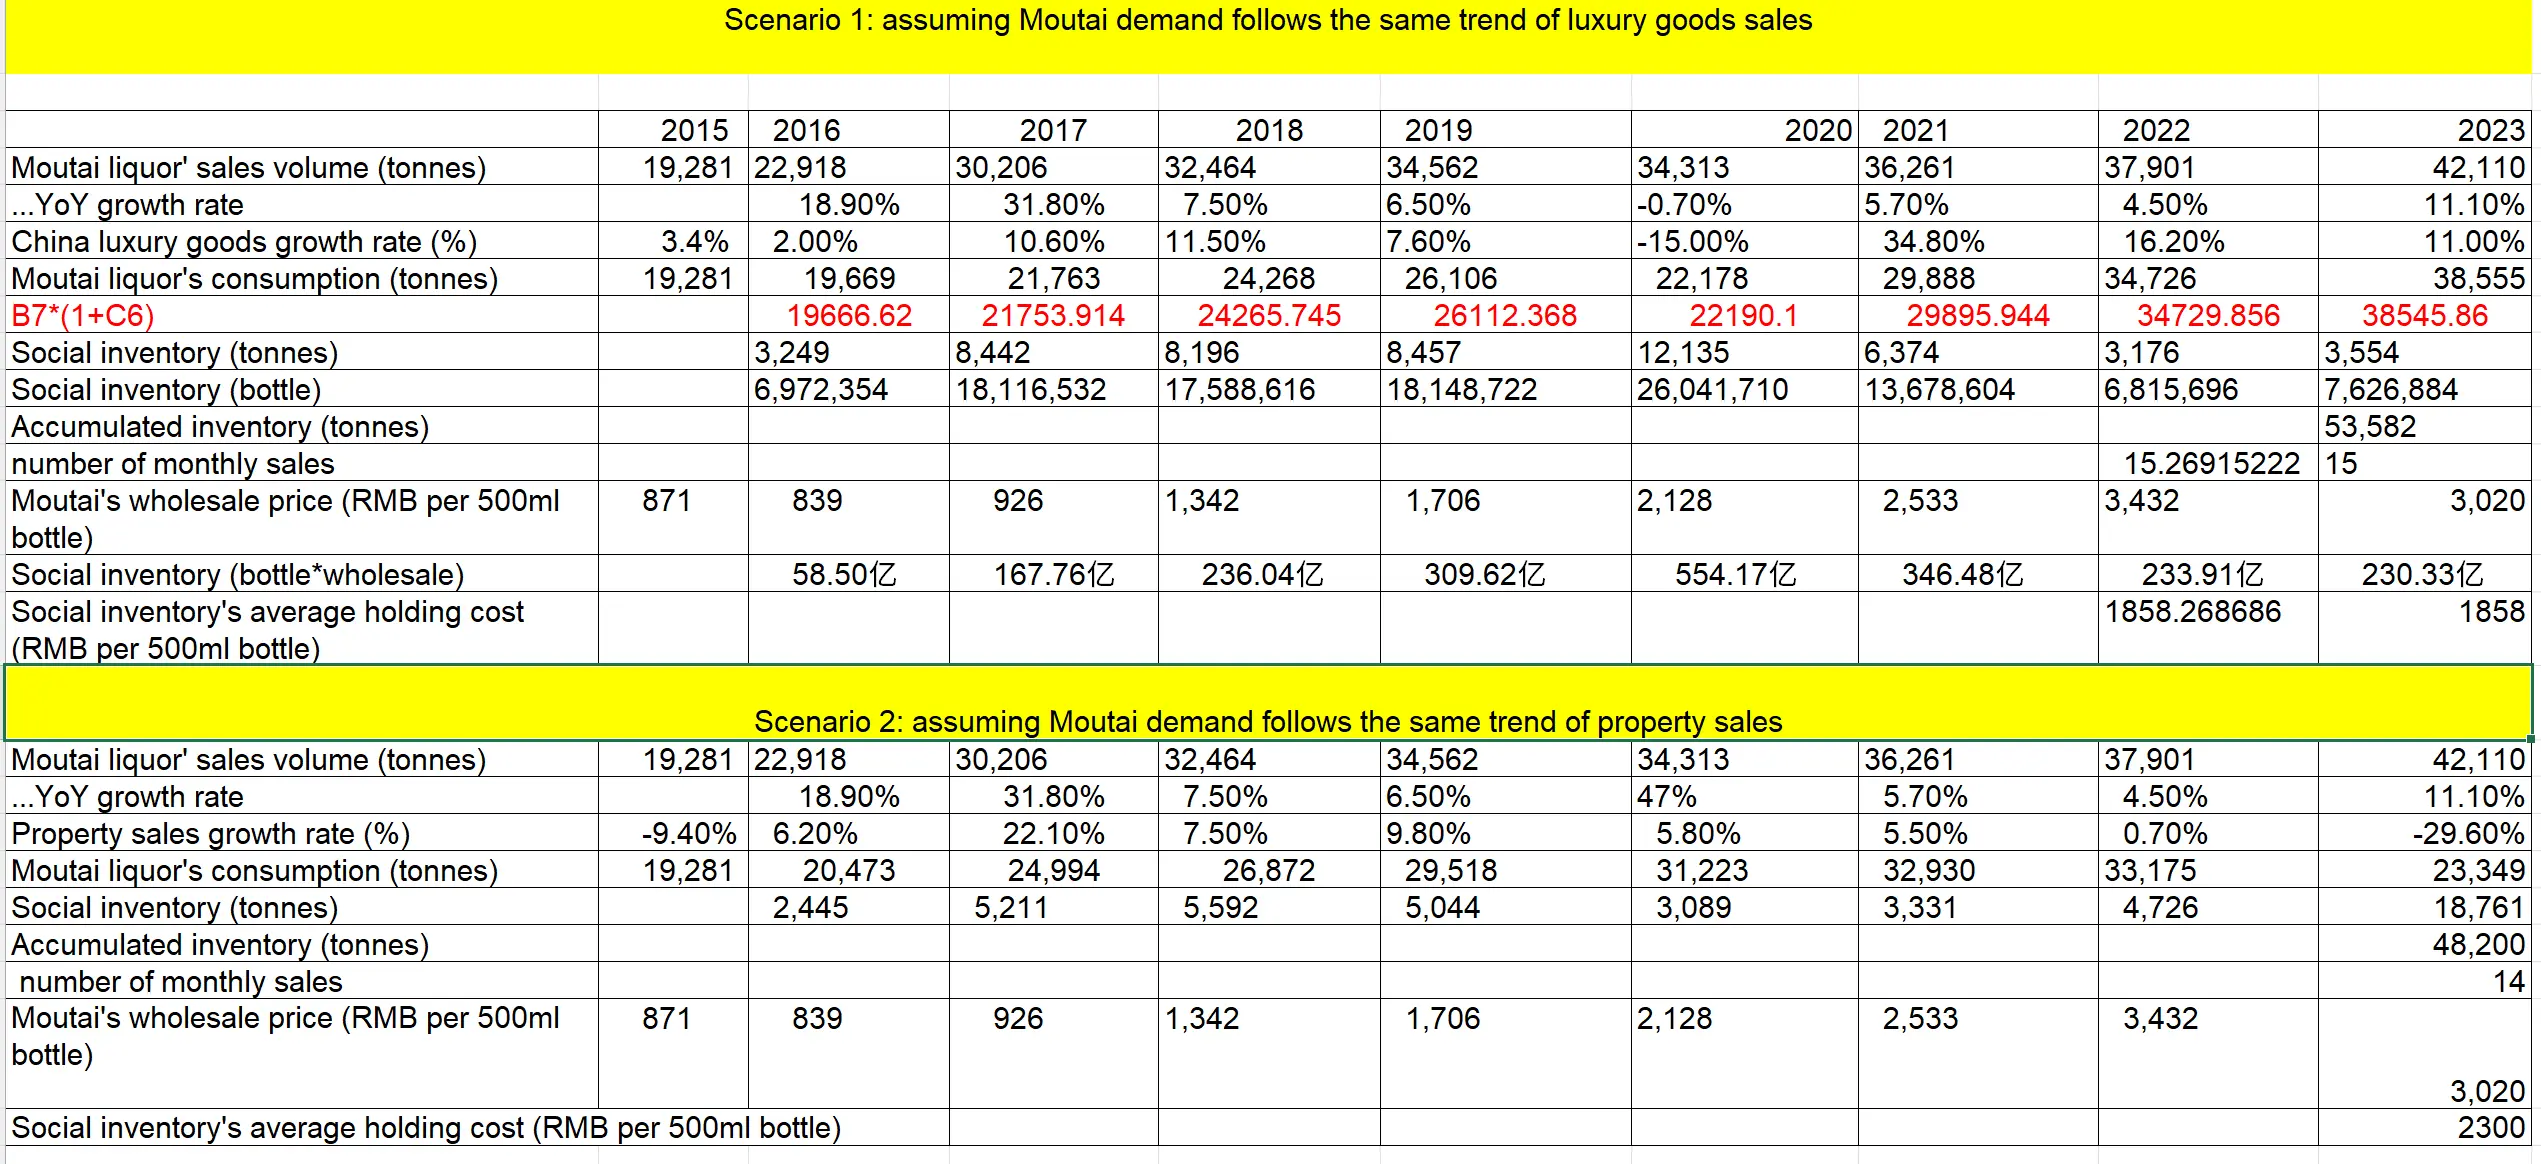 Scenario 1: assuming Moutai demand follows the same trend of luxury goods sales
2015 2016 2017 2018 2019 2020 2021 2022 2023
Moutai liquor' sales volume (tonnes) 19,281 22,918 30,206 32,464 34,562 34,313 36,261 37,901 42,110
...YoY growth rate 18.90% 31.80% 7.50% 6.50% -0.70% 5.70% 4.50% 11.10%
China luxury goods growth rate (%) 3.4% 2.00% 10.60% 11.50% 7.60% -15.00% 34.80% 16.20% 11.00%
Moutai liquor's consumption (tonnes) 19,281 19,669 21,763 24,268 26,106 22,178 29,888 34,726 38,555
B7*(1+C6) 19666.62 21753.914 24265.745 26112.368 22190.1 29895.944 34729.856 38545.86
Social inventory (tonnes) 3,249 8,442 8,196 8,457 12,135 6,374 3,176 3,554
Social inventory (bottle) 6,972,354 18,116,532 17,588,616 18,148,722 26,041,710 13,678,604 6,815,696 7,626,884
Accumulated inventory (tonnes) 53,582
number of monthly sales 15.26915222 15
Moutai's wholesale price (RMB per 500ml 871 839 926 1,342 1,706 2,128 2,533 3,432 3,020
bottle)
Social inventory (bottle*wholesale) 58.50亿 167.76亿 236.04亿 309.62亿 554.17亿 346.48亿 233.91亿 230.33亿
Social inventory's average holding cost 1858.268686 1858
(RMB per 500ml bottle)
Scenario 2: assuming Moutai demand follows the same trend of property sales
Moutai liquor' sales volume (tonnes) 19,281 22,918 30,206 32,464 34,562 34,313 36,261 37,901 42,110
...YoY growth rate 18.90% 31.80% 7.50% 6.50% 47% 5.70% 4.50% 11.10%
Property sales growth rate (%) -9.40% 6.20% 22.10% 7.50% 9.80% 5.80% 5.50% 0.70% -29.60%
Moutai liquor's consumption (tonnes) 19,281 20,473 24,994 26,872 29,518 31,223 32,930 33,175 23,349
Social inventory (tonnes) 2,445 5,211 5,592 5,044 3,089 3,331 4,726 18,761
Accumulated inventory (tonnes) 48,200
number of monthly sales 14
Moutai's wholesale price (RMB per 500ml 871 839 926 1,342 1,706 2,128 2,533 3,432
bottle)
3,020
Social inventory's average holding cost (RMB per 500ml bottle) 2300